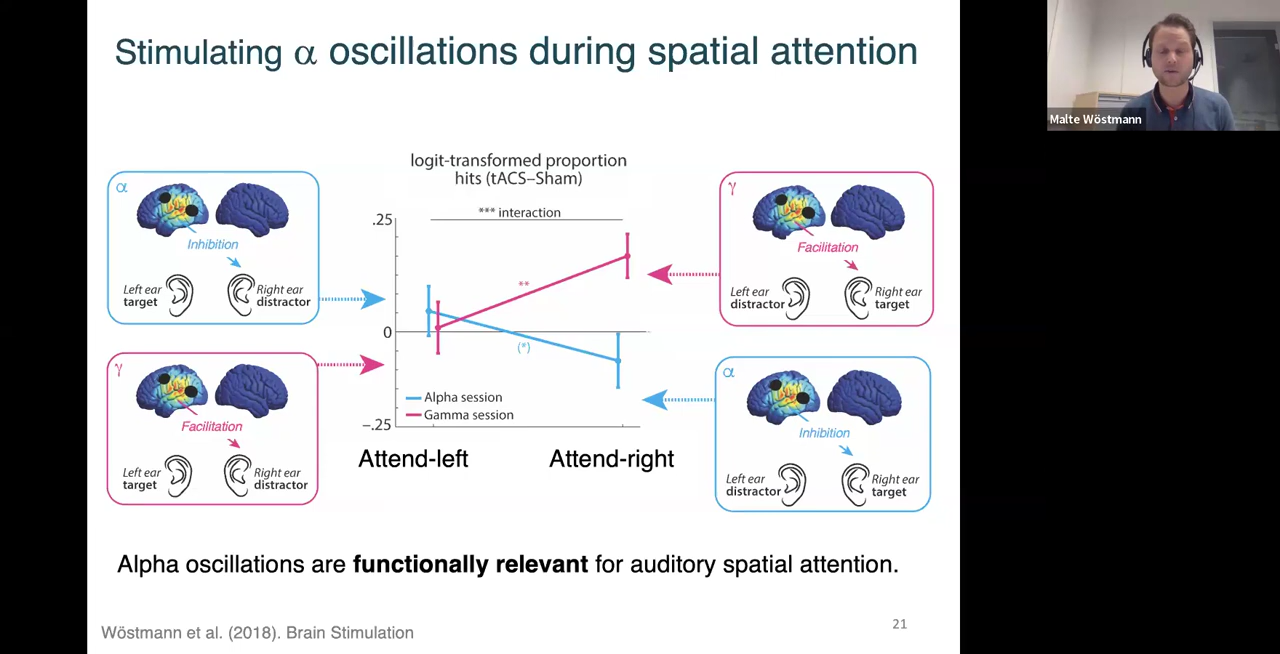 Stimulating α oscillations during spatial attention
Malte Wöstmann
α
Inhibition
Left ear
target
Right ear
distractor
γ
Facilitation
Left ear
target
Right ear
distractor
logit-transformed proportion
hits (tACS–Sham)
.25
*** interaction
**
0
(*)
Alpha session
Gamma session
–.25
Attend-left
Attend-right
γ
Facilitation
Left ear
distractor
Right ear
target
α
Inhibition
Left ear
distractor
Right ear
target
Alpha oscillations are functionally relevant for auditory spatial attention.
Wöstmann et al. (2018). Brain Stimulation
21